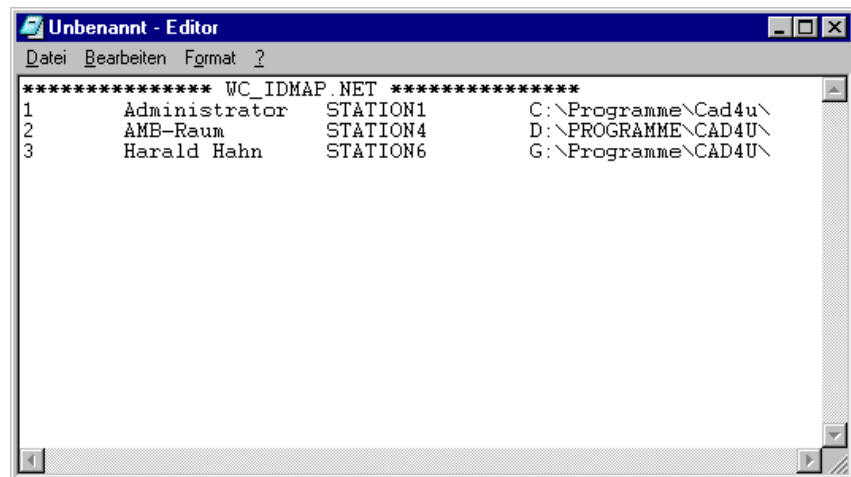 Unbenannt - Editor
Datei Bearbeiten Format ?
*************** WC_IDMAP.NET ***************
1 Administrator STATION1 C:\Programme\Cad4u\
2 AMB-Raum STATION4 D:\PROGRAMME\CAD4U\
3 Harald Hahn STATION6 G:\Programme\CAD4U\